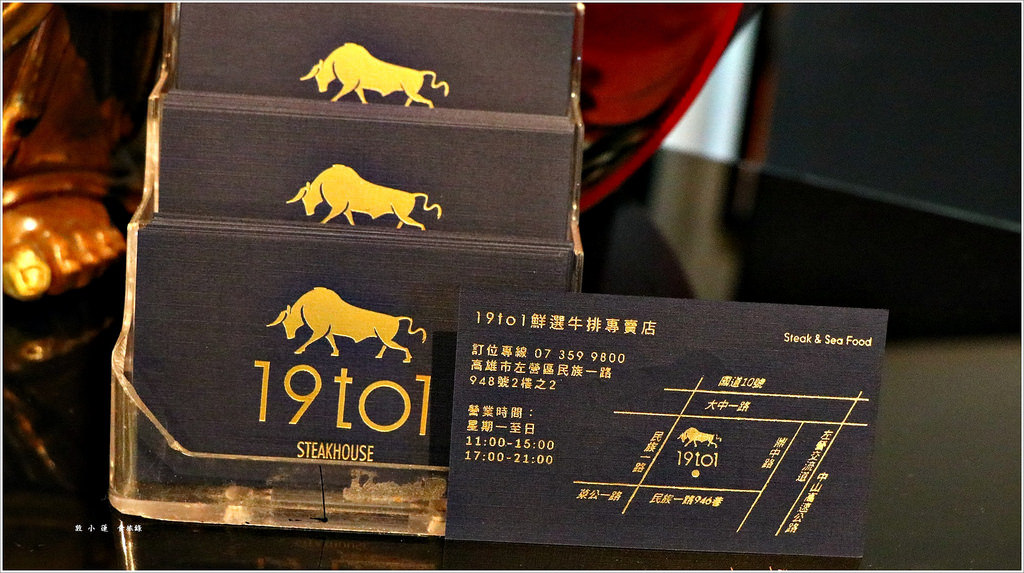 19to1
STEAKHOUSE
19to1鮮選牛排專賣店
Steak & Sea Food
訂位專線 07 359 9800
高雄市左營區民族一路
948號2樓之2
營業時間：
星期一至日
11:00-15:00
17:00-21:00
國道10號
大中一路
民族一路
19to1
鼎中路
左營交流道
中山高速公路
菜公一路
民族一路946巷